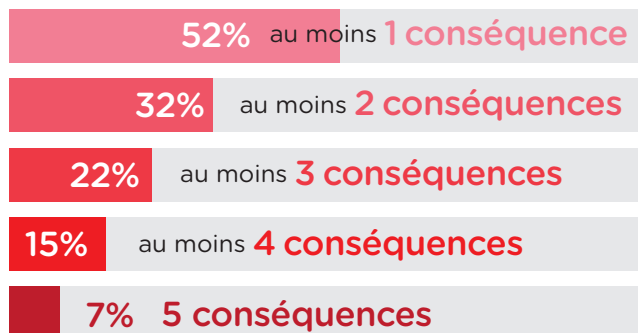 52% au moins 1 conséquence
32% au moins 2 conséquences
22% au moins 3 conséquences
15% au moins 4 conséquences
7% 5 conséquences